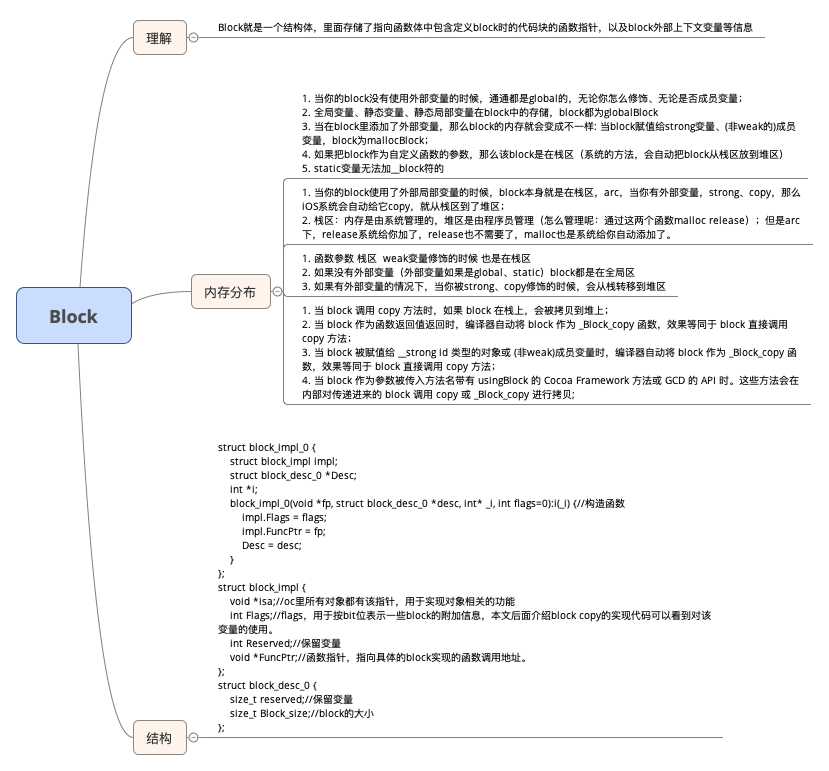 Block
理解
Block就是一个结构体，里面存储了指向函数体中包含定义block时的代码块的函数指针，以及block外部上下文变量等信息
内存分布
1. 当你的block没有使用外部变量的时候，通通都是global的，无论你怎么修饰、无论是否成员变量；
2. 全局变量、静态变量、静态局部变量在block中的存储，block都为globalBlock
3. 当在block里添加了外部变量，那么block的内存就会变成不一样: 当block赋值给strong变量、(非weak的)成员
变量，block为mallocBlock；
4. 如果把block作为自定义函数的参数，那么该block是在栈区（系统的方法，会自动把block从栈区放到堆区）
5. static变量无法加__block符的
1. 当你的block使用了外部局部变量的时候，block本身就是在栈区，arc，当你有外部变量，strong、copy，那么
iOS系统会自动给它copy，就从栈区到了堆区；
2. 栈区：内存是由系统管理的，堆区是由程序员管理（怎么管理呢：通过这两个函数malloc release）；但是arc
下，release系统给你加了，release也不需要了，malloc也是系统给你自动添加了。
1. 函数参数 栈区 weak变量修饰的时候 也是在栈区
2. 如果没有外部变量（外部变量如果是global、static）block都是在全局区
3. 如果有外部变量的情况下，当你被strong、copy修饰的时候，会从栈转移到堆区
1. 当 block 调用 copy 方法时，如果 block 在栈上，会被拷贝到堆上；
2. 当 block 作为函数返回值返回时，编译器自动将 block 作为 _Block_copy 函数，效果等同于 block 直接调用
copy 方法；
3. 当 block 被赋值给 __strong id 类型的对象或 (非weak)成员变量时，编译器自动将 block 作为 _Block_copy 函
数，效果等同于 block 直接调用 copy 方法；
4. 当 block 作为参数被传入方法名带有 usingBlock 的 Cocoa Framework 方法或 GCD 的 API 时。这些方法会在
内部对传递进来的 block 调用 copy 或 _Block_copy 进行拷贝;
结构
struct block_impl_0 {
struct block_impl impl;
struct block_desc_0 *Desc;
int *i;
block_impl_0(void *fp, struct block_desc_0 *desc, int* _i, int flags=0):i(_i) {//构造函数
impl.Flags = flags;
impl.FuncPtr = fp;
Desc = desc;
}
};
struct block_impl {
void *isa;//oc里所有对象都有该指针，用于实现对象相关的功能
int Flags;//flags，用于按bit位表示一些block的附加信息，本文后面介绍block copy的实现代码可以看到对该
变量的使用。
int Reserved;//保留变量
void *FuncPtr;//函数指针，指向具体的block实现的函数调用地址。
};
struct block_desc_0 {
size_t reserved;//保留变量
size_t Block_size;//block的大小
};